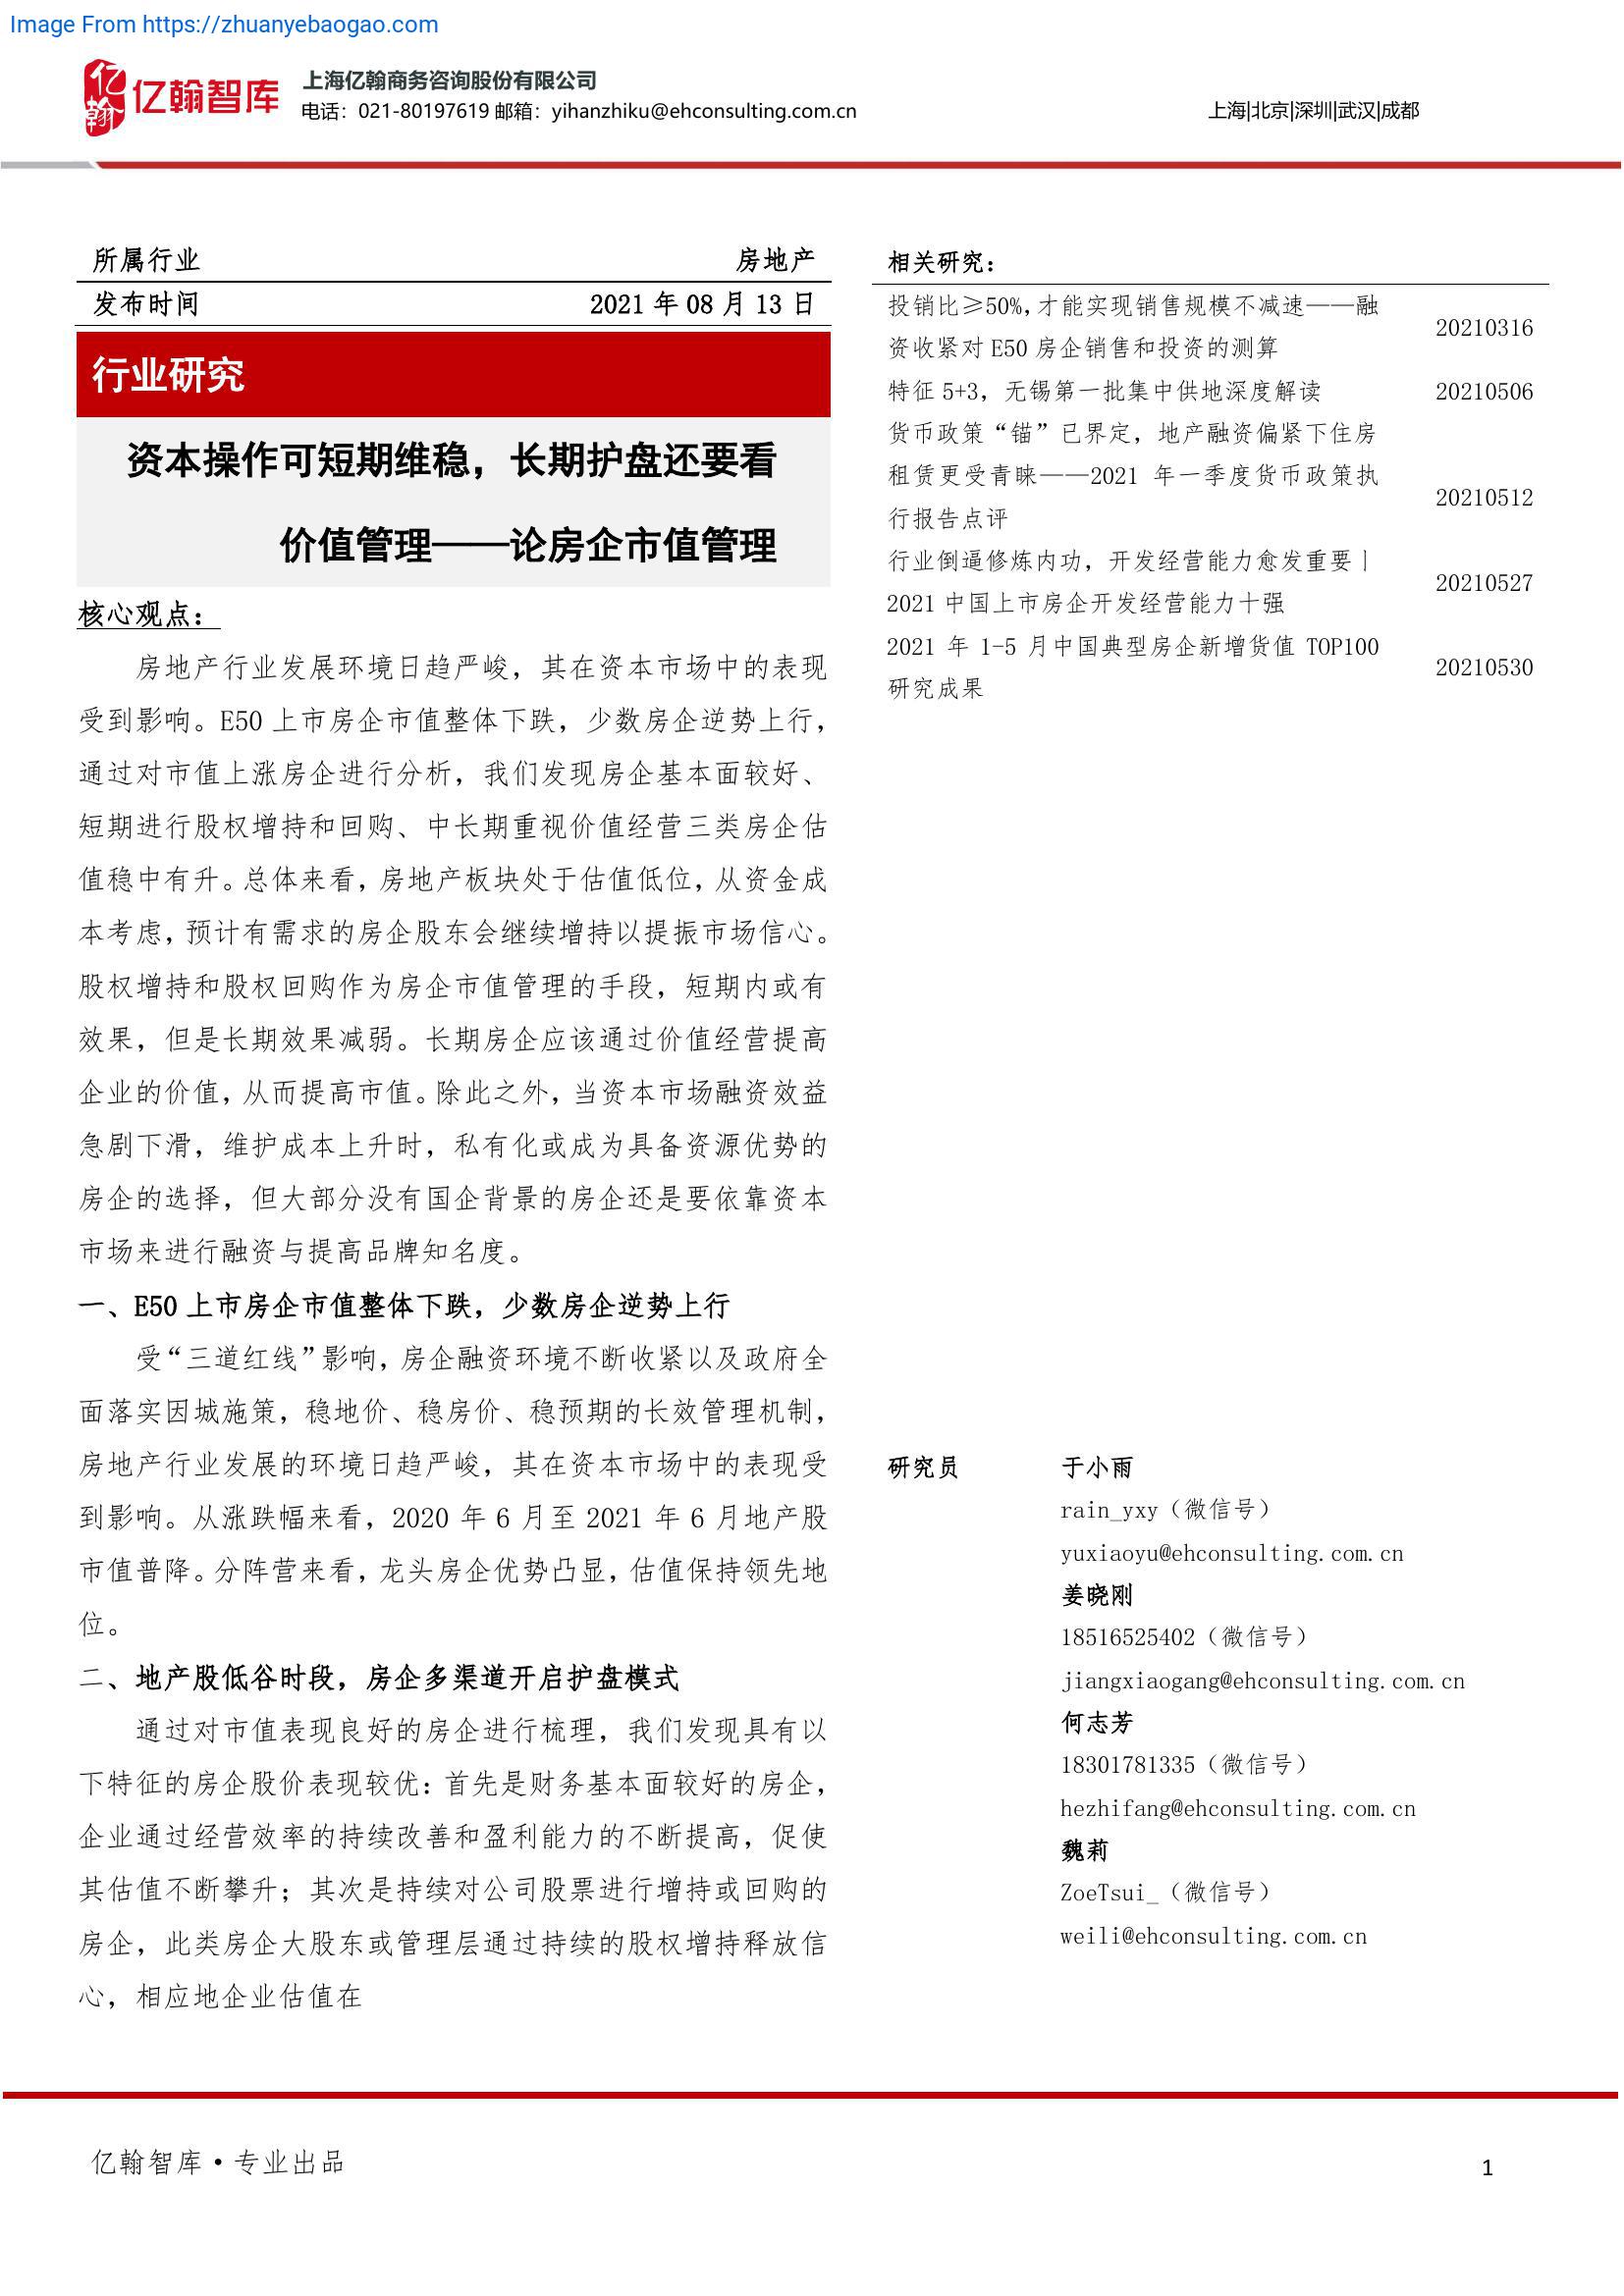 Image From https://zhuanyebaogao.com
亿翰
亿翰智库
上海亿翰商务咨询股份有限公司
电话：021-80197619 邮箱：yihanzhiku@ehconsulting.com.cn
上海|北京|深圳|武汉|成都
所属行业 房地产
发布时间 2021 年 08 月 13 日
行业研究
资本操作可短期维稳，长期护盘还要看
价值管理——论房企市值管理
核心观点：
房地产行业发展环境日趋严峻，其在资本市场中的表现
受到影响。E50 上市房企市值整体下跌，少数房企逆势上行，
通过对市值上涨房企进行分析，我们发现房企基本面较好、
短期进行股权增持和回购、中长期重视价值经营三类房企估
值稳中有升。总体来看，房地产板块处于估值低位，从资金成
本考虑，预计有需求的房企股东会继续增持以提振市场信心。
股权增持和股权回购作为房企市值管理的手段，短期内或有
效果，但是长期效果减弱。长期房企应该通过价值经营提高
企业的价值，从而提高市值。除此之外，当资本市场融资效益
急剧下滑，维护成本上升时，私有化或成为具备资源优势的
房企的选择，但大部分没有国企背景的房企还是要依靠资本
市场来进行融资与提高品牌知名度。
一、E50 上市房企市值整体下跌，少数房企逆势上行
受“三道红线”影响，房企融资环境不断收紧以及政府全
面落实因城施策，稳地价、稳房价、稳预期的长效管理机制，
房地产行业发展的环境日趋严峻，其在资本市场中的表现受
到影响。从涨跌幅来看，2020 年 6 月至 2021 年 6 月地产股
市值普降。分阵营来看，龙头房企优势凸显，估值保持领先地
位。
二、地产股低谷时段，房企多渠道开启护盘模式
通过对市值表现良好的房企进行梳理，我们发现具有以
下特征的房企股价表现较优：首先是财务基本面较好的房企，
企业通过经营效率的持续改善和盈利能力的不断提高，促使
其估值不断攀升；其次是持续对公司股票进行增持或回购的
房企，此类房企大股东或管理层通过持续的股权增持释放信
心，相应地企业估值在
相关研究：
投销比≥50%，才能实现销售规模不减速——融
资收紧对 E50 房企销售和投资的测算 20210316
特征 5+3，无锡第一批集中供地深度解读 20210506
货币政策“锚”已界定，地产融资偏紧下住房
租赁更受青睐——2021 年一季度货币政策执
行报告点评 20210512
行业倒逼修炼内功，开发经营能力愈发重要丨
2021 中国上市房企开发经营能力十强 20210527
2021 年 1-5 月中国典型房企新增货值 TOP100
研究成果 20210530
研究员 于小雨
rain_yxy（微信号）
yuxiaoyu@ehconsulting.com.cn
姜晓刚
18516525402（微信号）
jiangxiaogang@ehconsulting.com.cn
何志芳
18301781335（微信号）
hezhifang@ehconsulting.com.cn
魏莉
ZoeTsui_（微信号）
weili@ehconsulting.com.cn
亿翰智库·专业出品
1